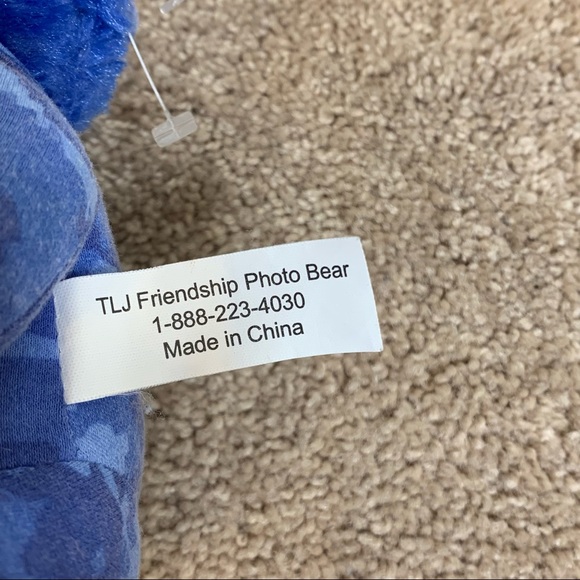 TLJ Friendship Photo Bear
1-888-223-4030
Made in China